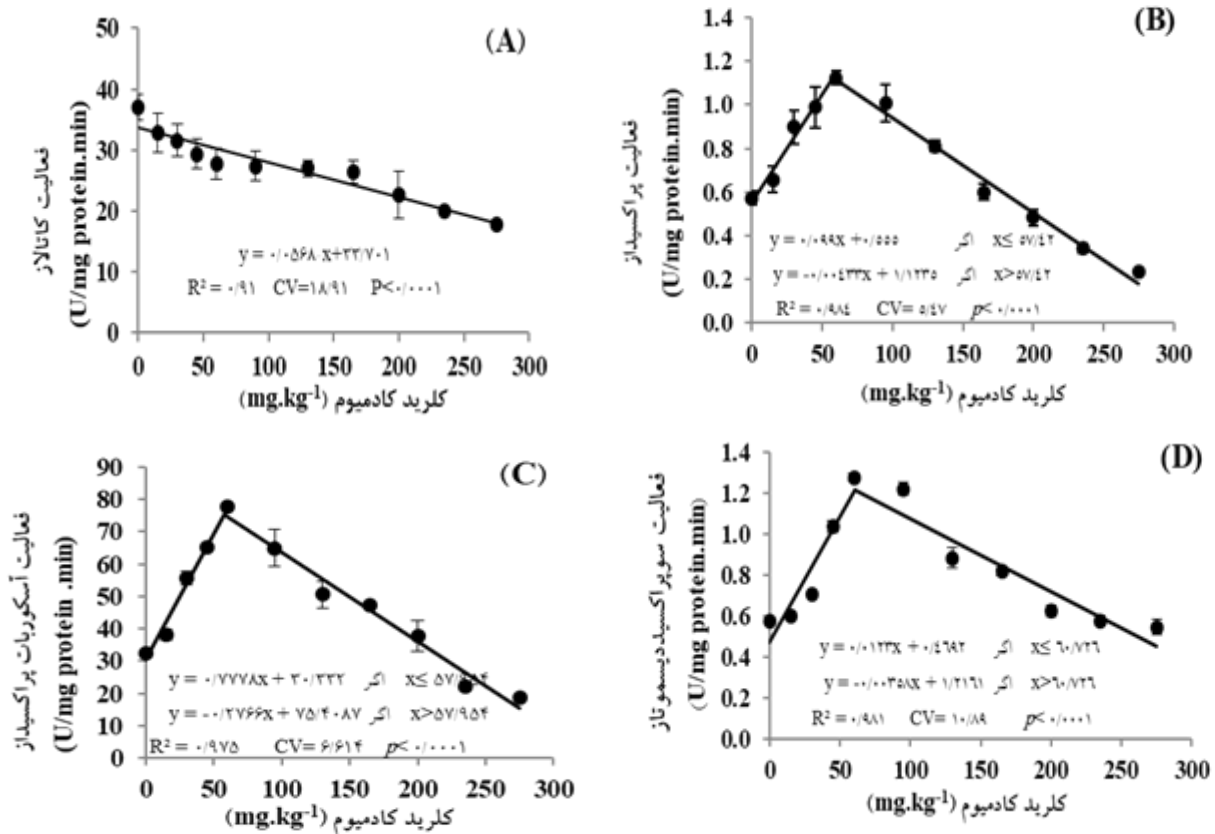 (A)
فعالیت کاتالاز
(U/mg protein.min)
50
40
30
20
10
0
y = ۰/۰۵۶۸ x+۳۳/۷۰۱
R² = ۰/۹۱ CV=۱۸/۹۱ P<۰/۰۰۰۱
0 50 100 150 200 250 300
کلرید کادمیوم (mg.kg⁻¹)
(B)
فعالیت پراکسیداز
(U/mg protein.min)
1.4
1.2
1.0
0.8
0.6
0.4
0.2
0.0
y = ۰/۰۹۹x +۰/۵۵۵ اگر x≤ ۵۷/۴۲
y = -۰/۰۰۴۳۳x + ۱/۱۲۳۵ اگر x>۵۷/۴۲
R² = ۰/۹۸٤ CV= ۵/۴۷ p< ۰/۰۰۰۱
0 50 100 150 200 250 300
کلرید کادمیوم (mg.kg⁻¹)
(C)
فعالیت آسکوربات پراکسیداز
(U/mg protein .min)
90
80
70
60
50
40
30
20
10
0
y = ۰/۷۷۷۸x + ۳۰/۳۳۲ اگر x≤
y = -۰/۲۷۶۶x + ۷۵/۴۰۸۷ اگر x>۵۷/۹۵۴
R² = ۰/۹۷۵ CV= ۶/۶۱۴ p< ۰/۰۰۰۱
0 50 100 150 200 250 300
کلرید کادمیوم (mg.kg⁻¹)
(D)
فعالیت سوپراکسیددیسموتاز
(U/mg protein.min)
1.4
1.2
1.0
0.8
0.6
0.4
0.2
0.0
y = ۰/۰۱۲۳x + ۰/٤٦۹۲ اگر x≤ ٦۰/۷۲٦
y = -۰/۰۰۳۵۸x + ۱/۲۱٦۱ اگر x>٦۰/۷۲٦
R² = ۰/۹۸۱ CV= ۱۰/۸۹ p< ۰/۰۰۰۱
0 50 100 150 200 250 300
کلرید کادمیوم (mg.kg⁻¹)